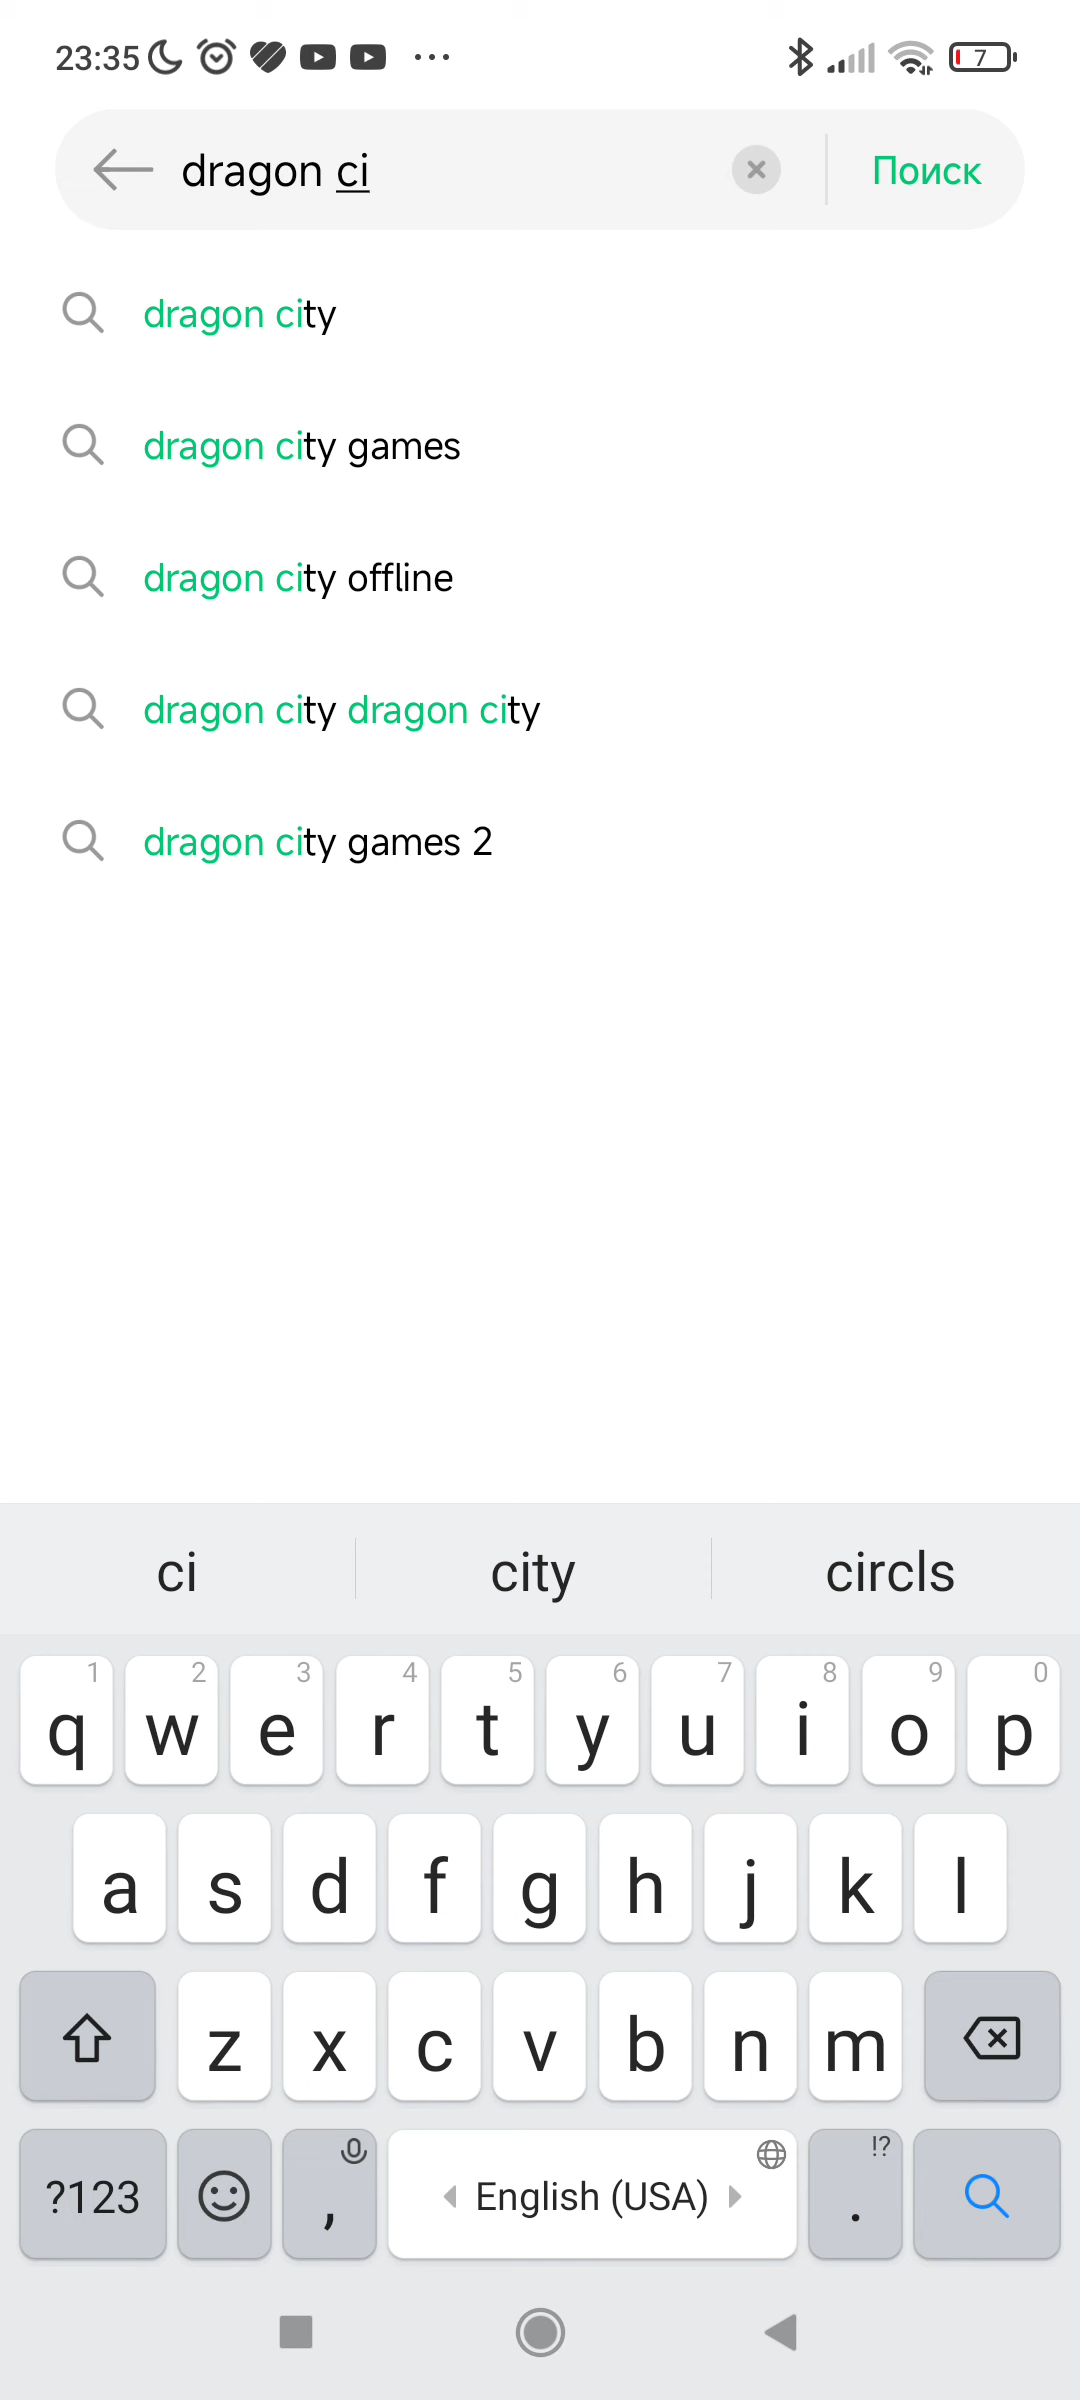 23:35 7
dragon ci Поиск
dragon city
dragon city games
dragon city offline
dragon city dragon city
dragon city games 2
ci city circls
1 2 3 4 5 6 7 8 9 0
q w e r t y u i o p
a s d f g h j k l
z x c v b n m
!?
?123 , English (USA) .